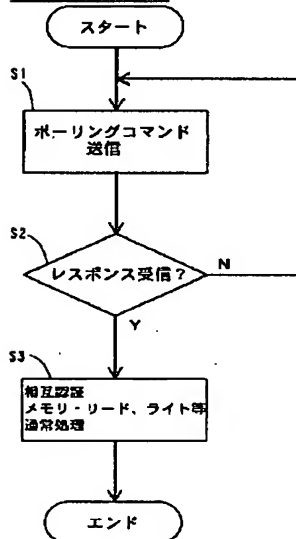 スタート
S1
ポーリングコマンド
送信
S2
レスポンス受信？
N
Y
S3
相互認証
メモリ・リード、ライト等
通常処理
エンド